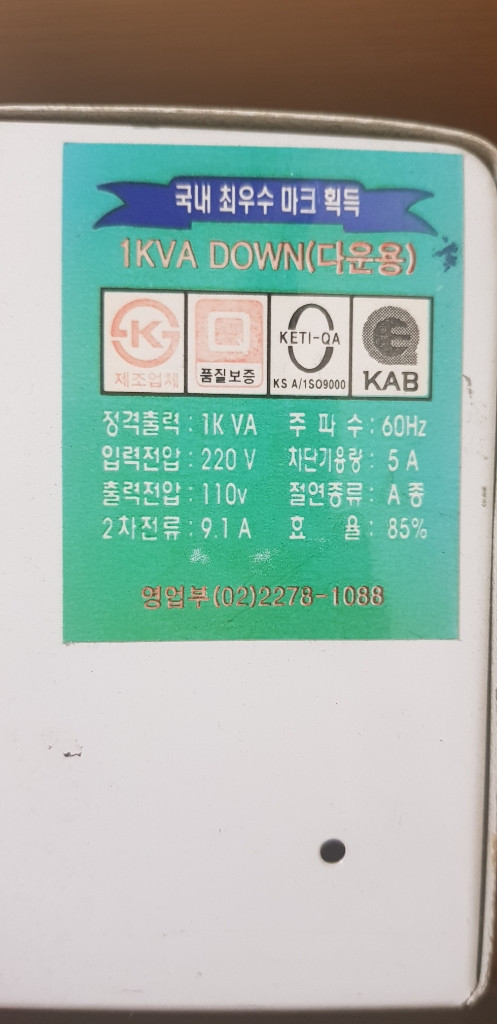 국내 최우수 마크 획득
1KVA DOWN(다운용)
K Q KETI-QA e
제조업체 품질보증 KS A/1SO9000 KAB
정격출력 : 1K VA 주 파 수 : 60Hz
입력전압 : 220 V 차단기용량 : 5 A
출력전압 : 110v 절연종류 : A 종
2차전류 : 9.1 A 효 율 : 85%
영업부(02)2278-1088